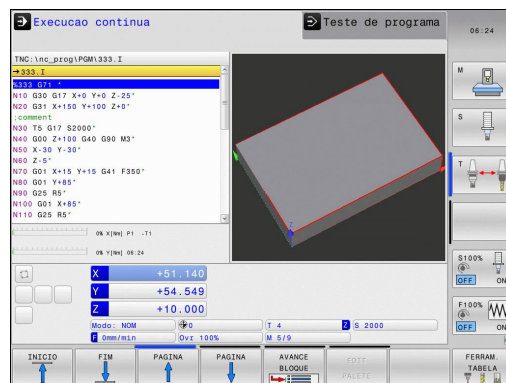 Execucao continua
Teste de programa
06:24
TNC:\nc_prog\PGM\333.I
→333.I
%333 G71 *
N10 G30 G17 X+0 Y+0 Z-25*
N20 G31 X+150 Y+100 Z+0*
;comment
N30 T5 G17 S2000*
N40 G00 Z+100 G40 G90 M3*
N50 X-30 Y-30*
N60 Z-5*
N70 G01 X+15 Y+15 G41 F350*
N80 G01 Y+85*
N90 G25 R5*
N100 G01 X+85*
N110 G25 R5*
0% X[Nm] P1 -T1
0% Y[Nm] 06:24
Z
M
S
T
X +51.140
Y +54.549
Z +10.000
Modo: NOM 0 T 4 Z S 2000
F 0mm/min Ovr 100% M 5/9
S100%
OFF ON
F100%
OFF ON
INICIO
FIM
PAGINA
PAGINA
AVANCE
BLOQUE
EDIT
PALETE
FERRAM.
TABELA